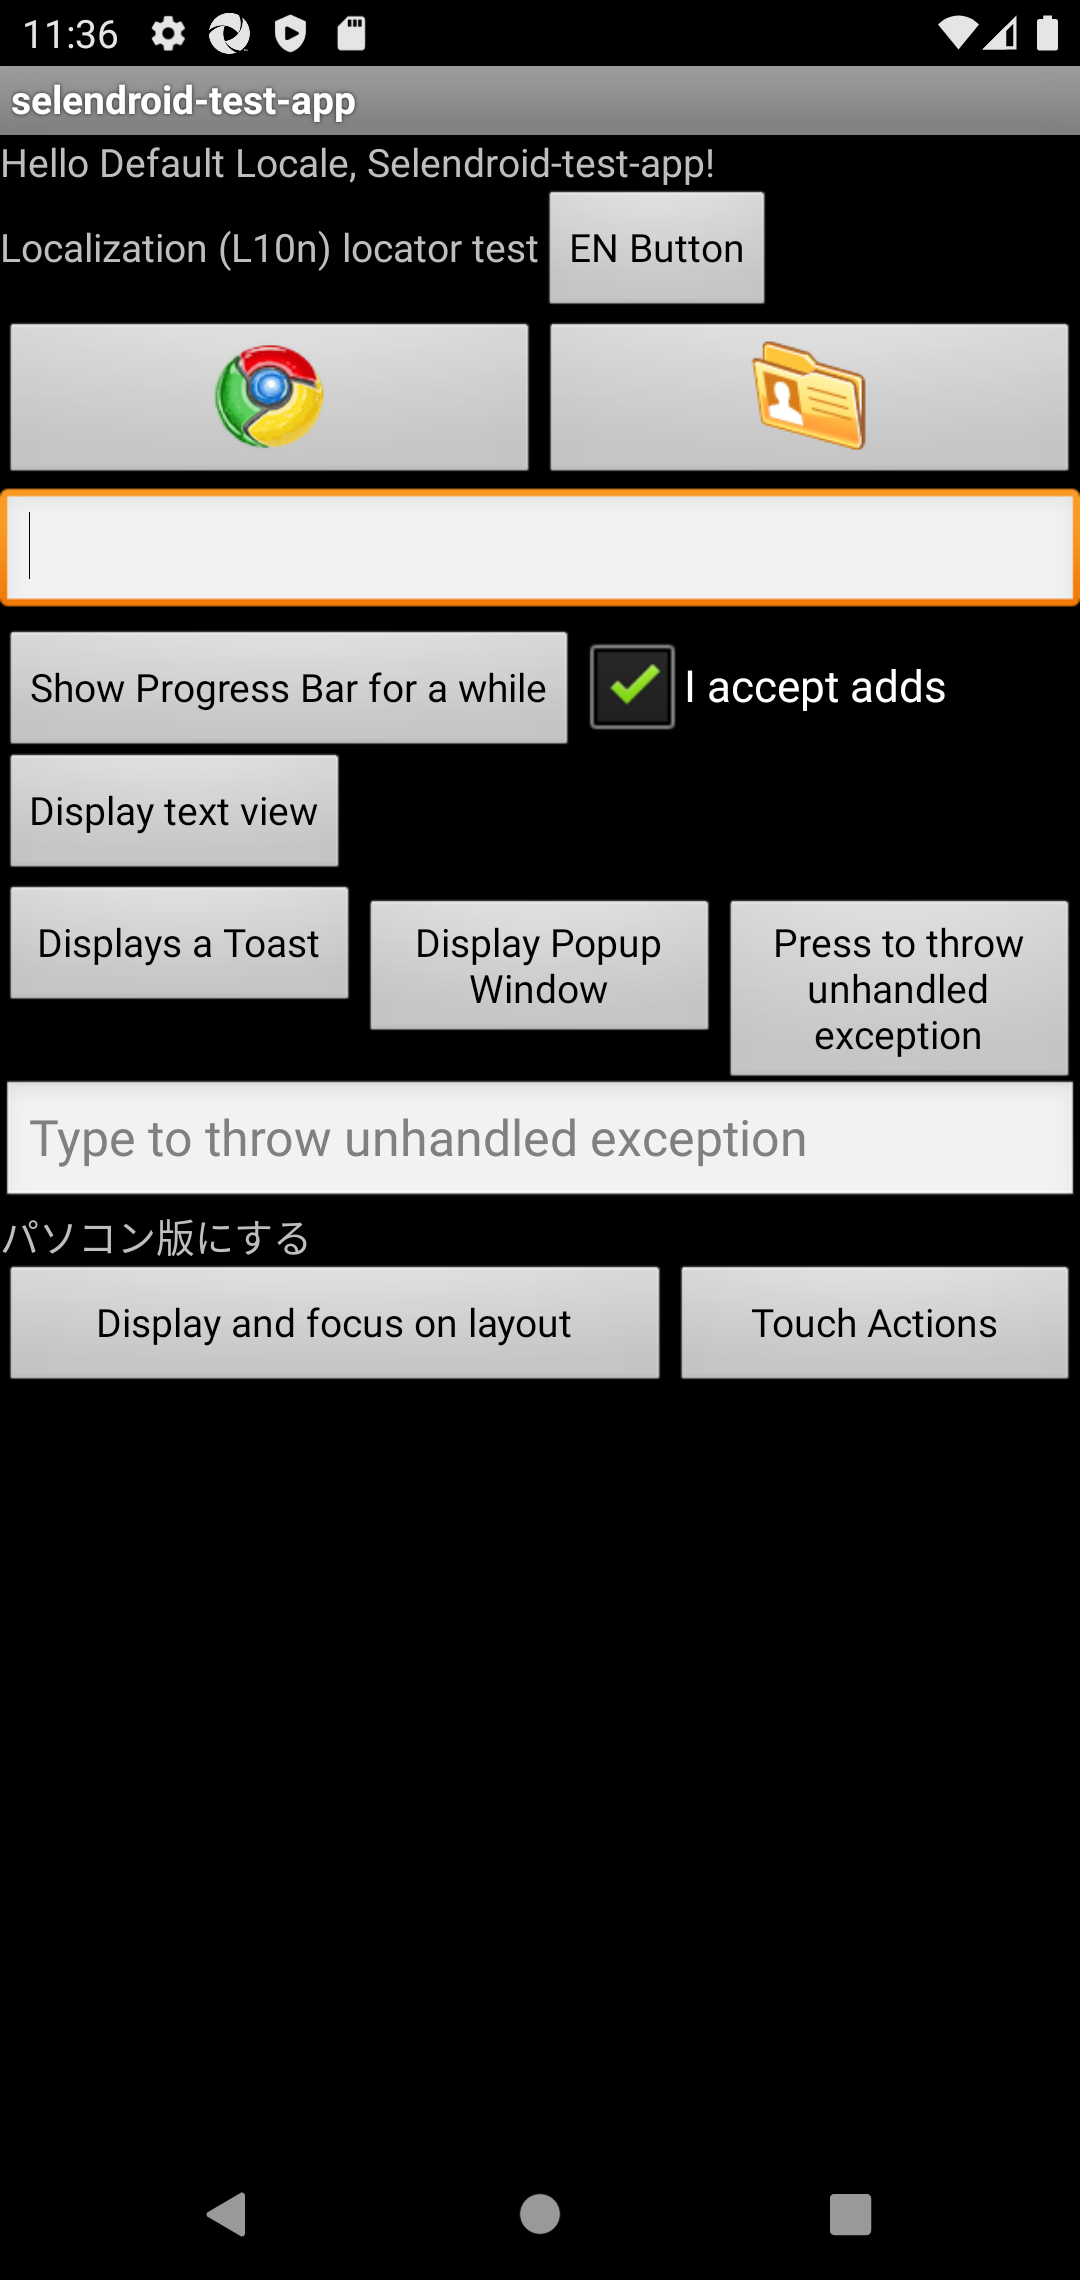 11:36
selendroid-test-app
Hello Default Locale, Selendroid-test-app!
Localization (L10n) locator test
EN Button
Show Progress Bar for a while
I accept adds
Display text view
Displays a Toast
Display Popup
Window
Press to throw
unhandled
exception
Type to throw unhandled exception
パソコン版にする
Display and focus on layout
Touch Actions